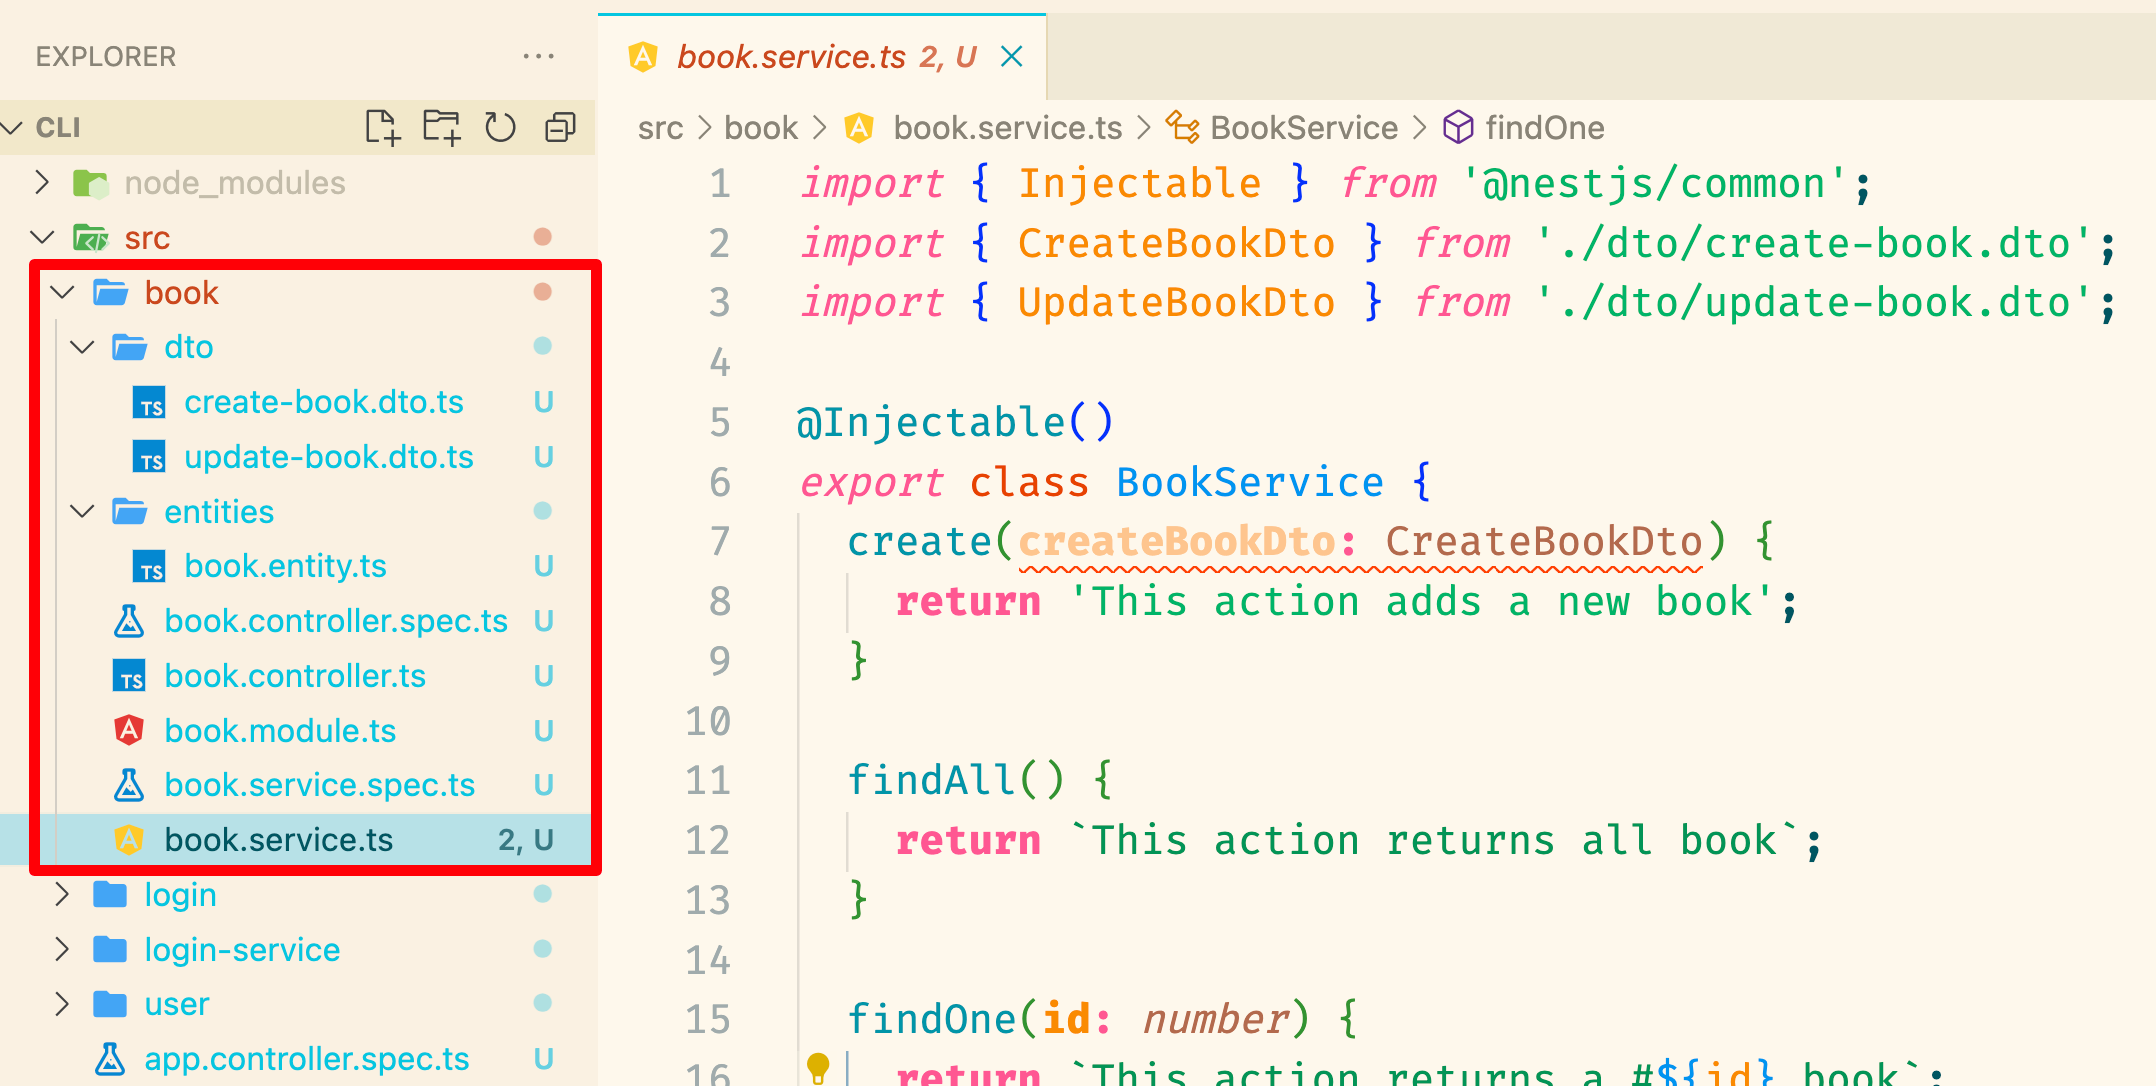 EXPLORER
CLI
node_modules
src
book
dto
create-book.dto.ts U
update-book.dto.ts U
entities
book.entity.ts U
book.controller.spec.ts U
book.controller.ts U
book.module.ts U
book.service.spec.ts U
book.service.ts 2, U
login
login-service
user
app.controller.spec.ts U
book.service.ts 2, U
src > book > book.service.ts > BookService > findOne
1 import { Injectable } from '@nestjs/common';
2 import { CreateBookDto } from './dto/create-book.dto';
3 import { UpdateBookDto } from './dto/update-book.dto';
4
5 @Injectable()
6 export class BookService {
7 create(createBookDto: CreateBookDto) {
8 return 'This action adds a new book';
9 }
10
11 findAll() {
12 return `This action returns all book`;
13 }
14
15 findOne(id: number) {
16 return `This action returns a #${id} book`;